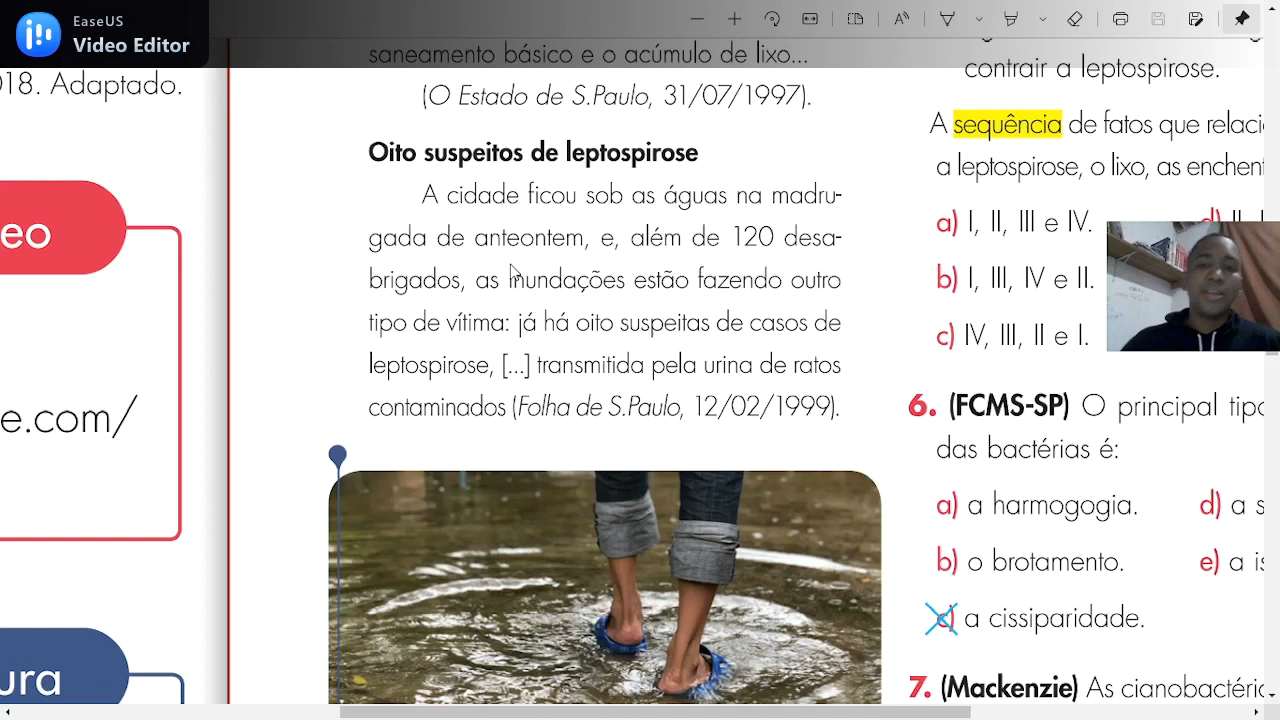 EaseUS
Video Editor
018. Adaptado.
eo
e.com/
ura
saneamento básico e o acúmulo de lixo...
(O Estado de S.Paulo, 31/07/1997).
Oito suspeitos de leptospirose
A cidade ficou sob as águas na madru-
gada de anteontem, e, além de 120 desa-
brigados, as inundações estão fazendo outro
tipo de vítima: já há oito suspeitas de casos de
leptospirose, [...] transmitida pela urina de ratos
contaminados (Folha de S.Paulo, 12/02/1999).
contrair a leptospirose.
A sequência de fatos que relaci
a leptospirose, o lixo, as enchent
a) I, II, III e IV.
b) I, III, IV e II.
c) IV, III, II e I.
6. (FCMS-SP) O principal tipo
das bactérias é:
a) a harmogogia.
d) a s
b) o brotamento.
e) a is
c) a cissiparidade.
7. (Mackenzie) As cianobactéric